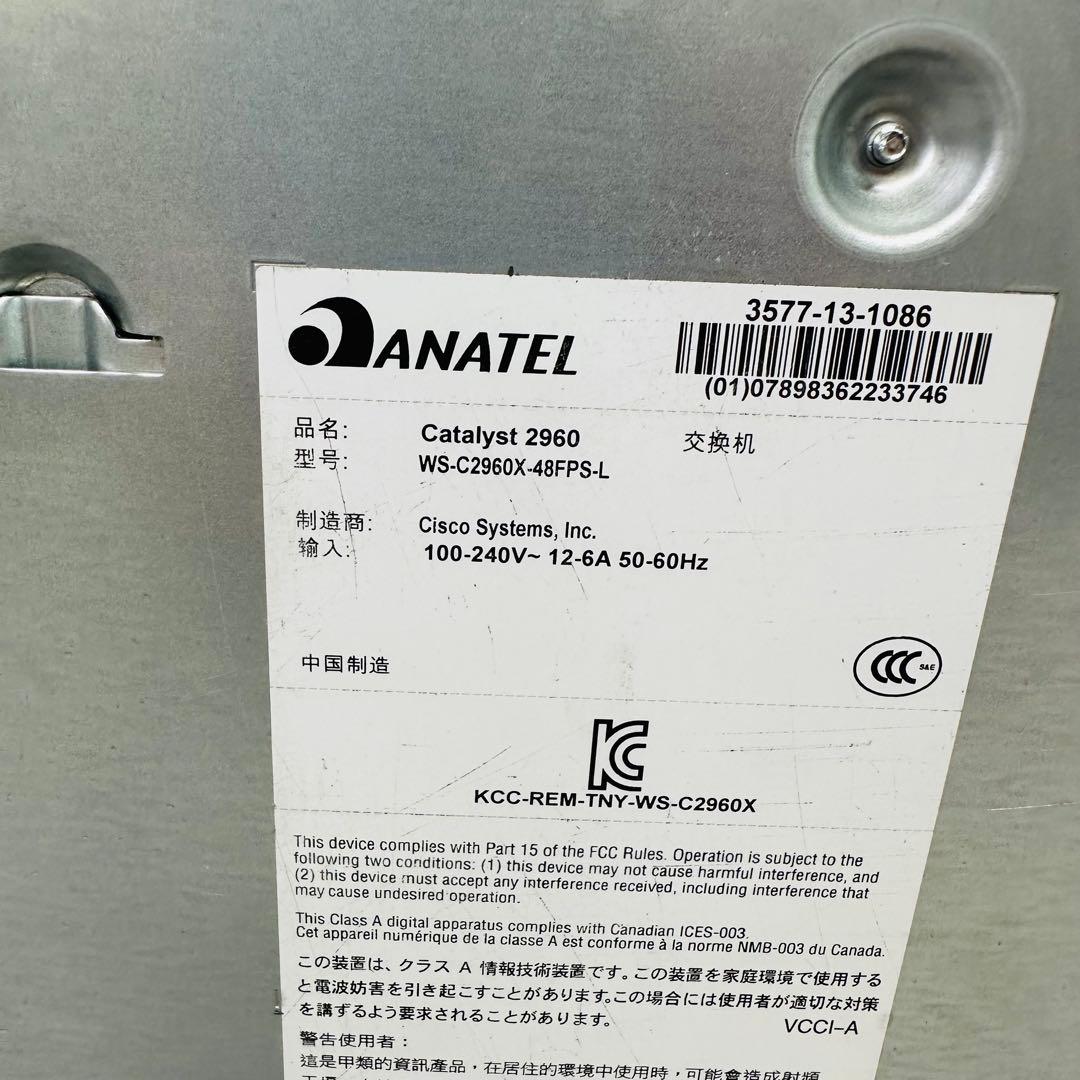 ANATEL
3577-13-1086
(01)07898362233746
品名: Catalyst 2960 交换机
型号: WS-C2960X-48FPS-L
制造商: Cisco Systems, Inc.
输入: 100-240V~ 12-6A 50-60Hz
中国制造
CCC S&E
KC
KCC-REM-TNY-WS-C2960X
This device complies with Part 15 of the FCC Rules. Operation is subject to the
following two conditions: (1) this device may not cause harmful interference, and
(2) this device must accept any interference received, including interference that
may cause undesired operation.
This Class A digital apparatus complies with Canadian ICES-003.
Cet appareil numérique de la classe A est conforme à la norme NMB-003 du Canada.
この装置は、クラス A 情報技術装置です。この装置を家庭環境で使用する
と電波妨害を引き起こすことがあります。この場合には使用者が適切な対策
を講ずるよう要求されることがあります。 VCCI-A
警告使用者：
這是甲類的資訊產品，在居住的環境中使用時，可能會造成射頻